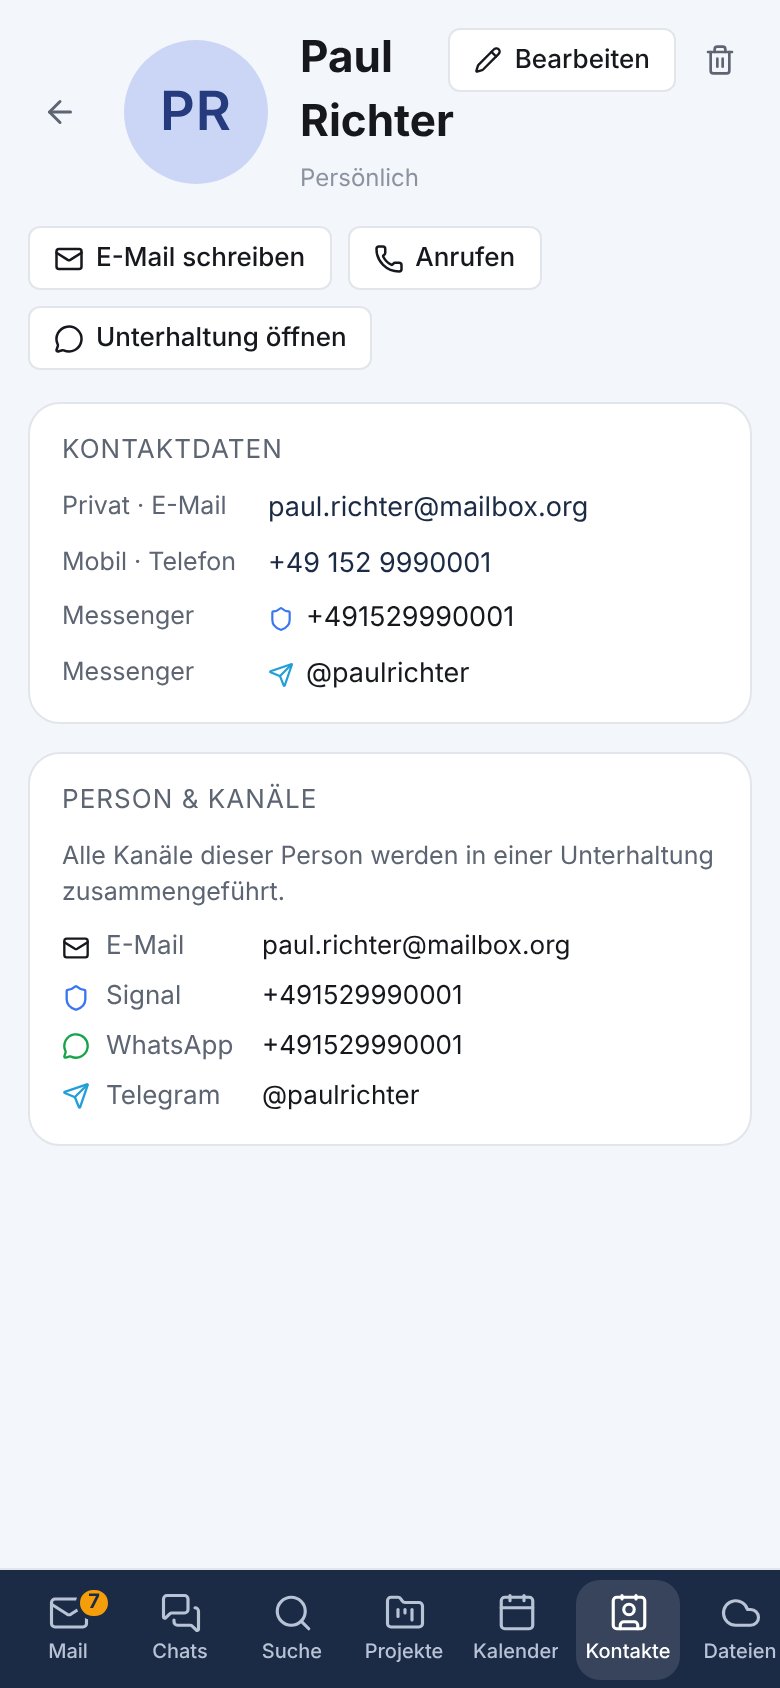 Paul
Richter
Bearbeiten
PR
Persönlich
E-Mail schreiben
Anrufen
Unterhaltung öffnen
KONTAKTDATEN
Privat · E-Mail paul.richter@mailbox.org
Mobil · Telefon +49 152 9990001
Messenger +491529990001
Messenger @paulrichter
PERSON & KANÄLE
Alle Kanäle dieser Person werden in einer Unterhaltung
zusammengeführt.
E-Mail paul.richter@mailbox.org
Signal +491529990001
WhatsApp +491529990001
Telegram @paulrichter
7
Mail Chats Suche Projekte Kalender Kontakte Dateien